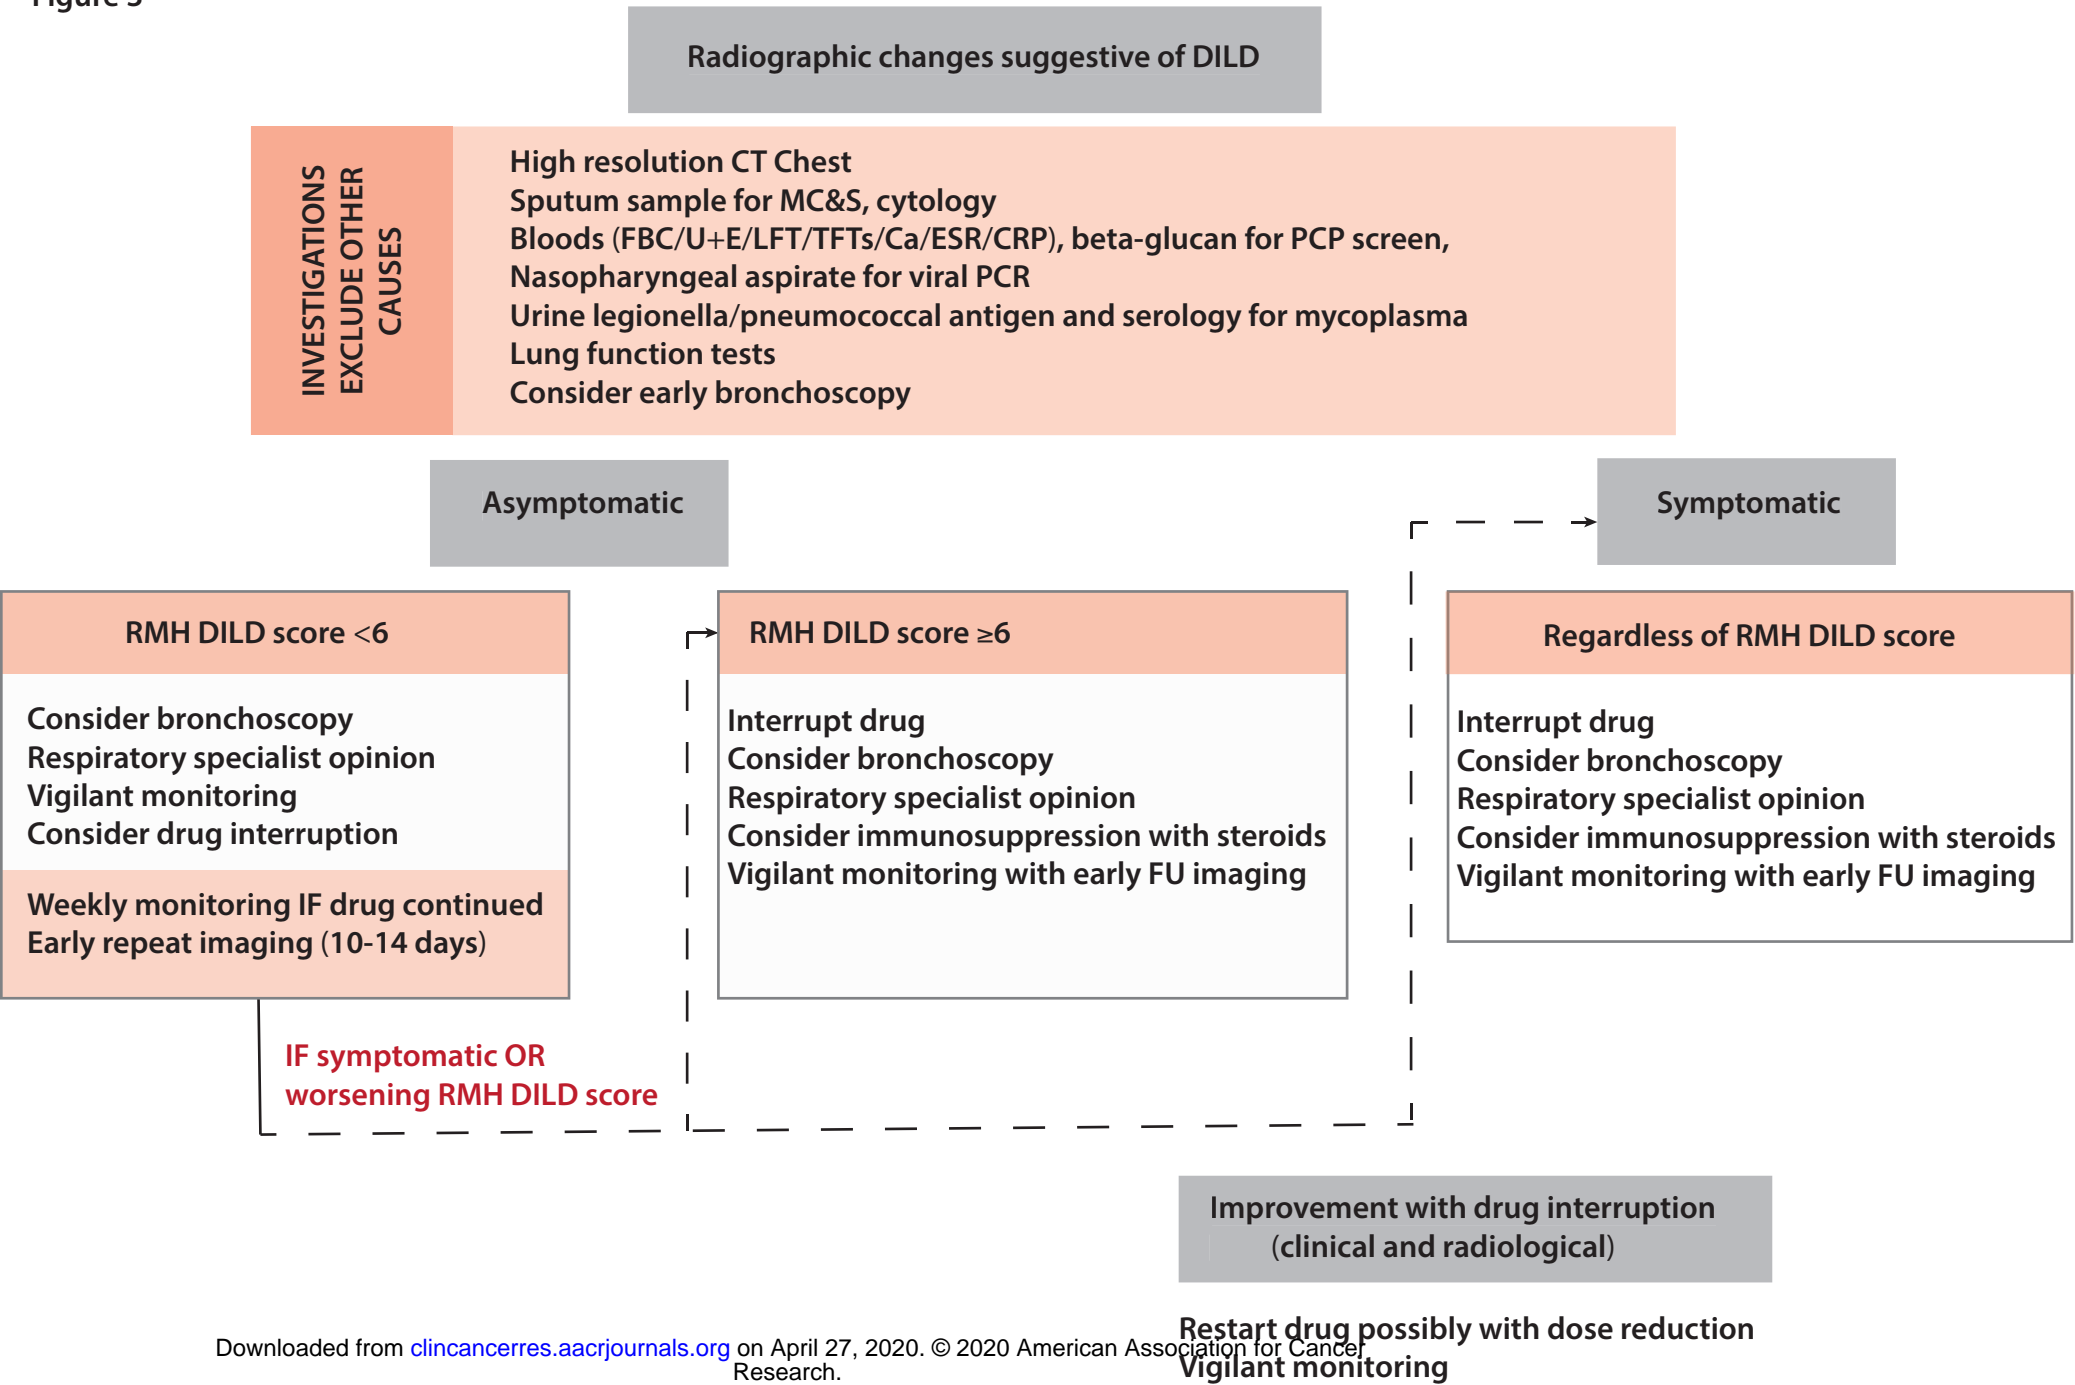 Figure 3
Radiographic changes suggestive of DILD
INVESTIGATIONS
EXCLUDE OTHER
CAUSES
High resolution CT Chest
Sputum sample for MC&S, cytology
Bloods (FBC/U+E/LFT/TFTs/Ca/ESR/CRP), beta-glucan for PCP screen,
Nasopharyngeal aspirate for viral PCR
Urine legionella/pneumococcal antigen and serology for mycoplasma
Lung function tests
Consider early bronchoscopy
Asymptomatic
Symptomatic
RMH DILD score <6
Consider bronchoscopy
Respiratory specialist opinion
Vigilant monitoring
Consider drug interruption
Weekly monitoring IF drug continued
Early repeat imaging (10-14 days)
RMH DILD score ≥6
Interrupt drug
Consider bronchoscopy
Respiratory specialist opinion
Consider immunosuppression with steroids
Vigilant monitoring with early FU imaging
Regardless of RMH DILD score
Interrupt drug
Consider bronchoscopy
Respiratory specialist opinion
Consider immunosuppression with steroids
Vigilant monitoring with early FU imaging
IF symptomatic OR
worsening RMH DILD score
Improvement with drug interruption
(clinical and radiological)
Restart drug possibly with dose reduction
Vigilant monitoring
Downloaded from clincancerres.aacrjournals.org on April 27, 2020. © 2020 American Association for Cancer
Research.